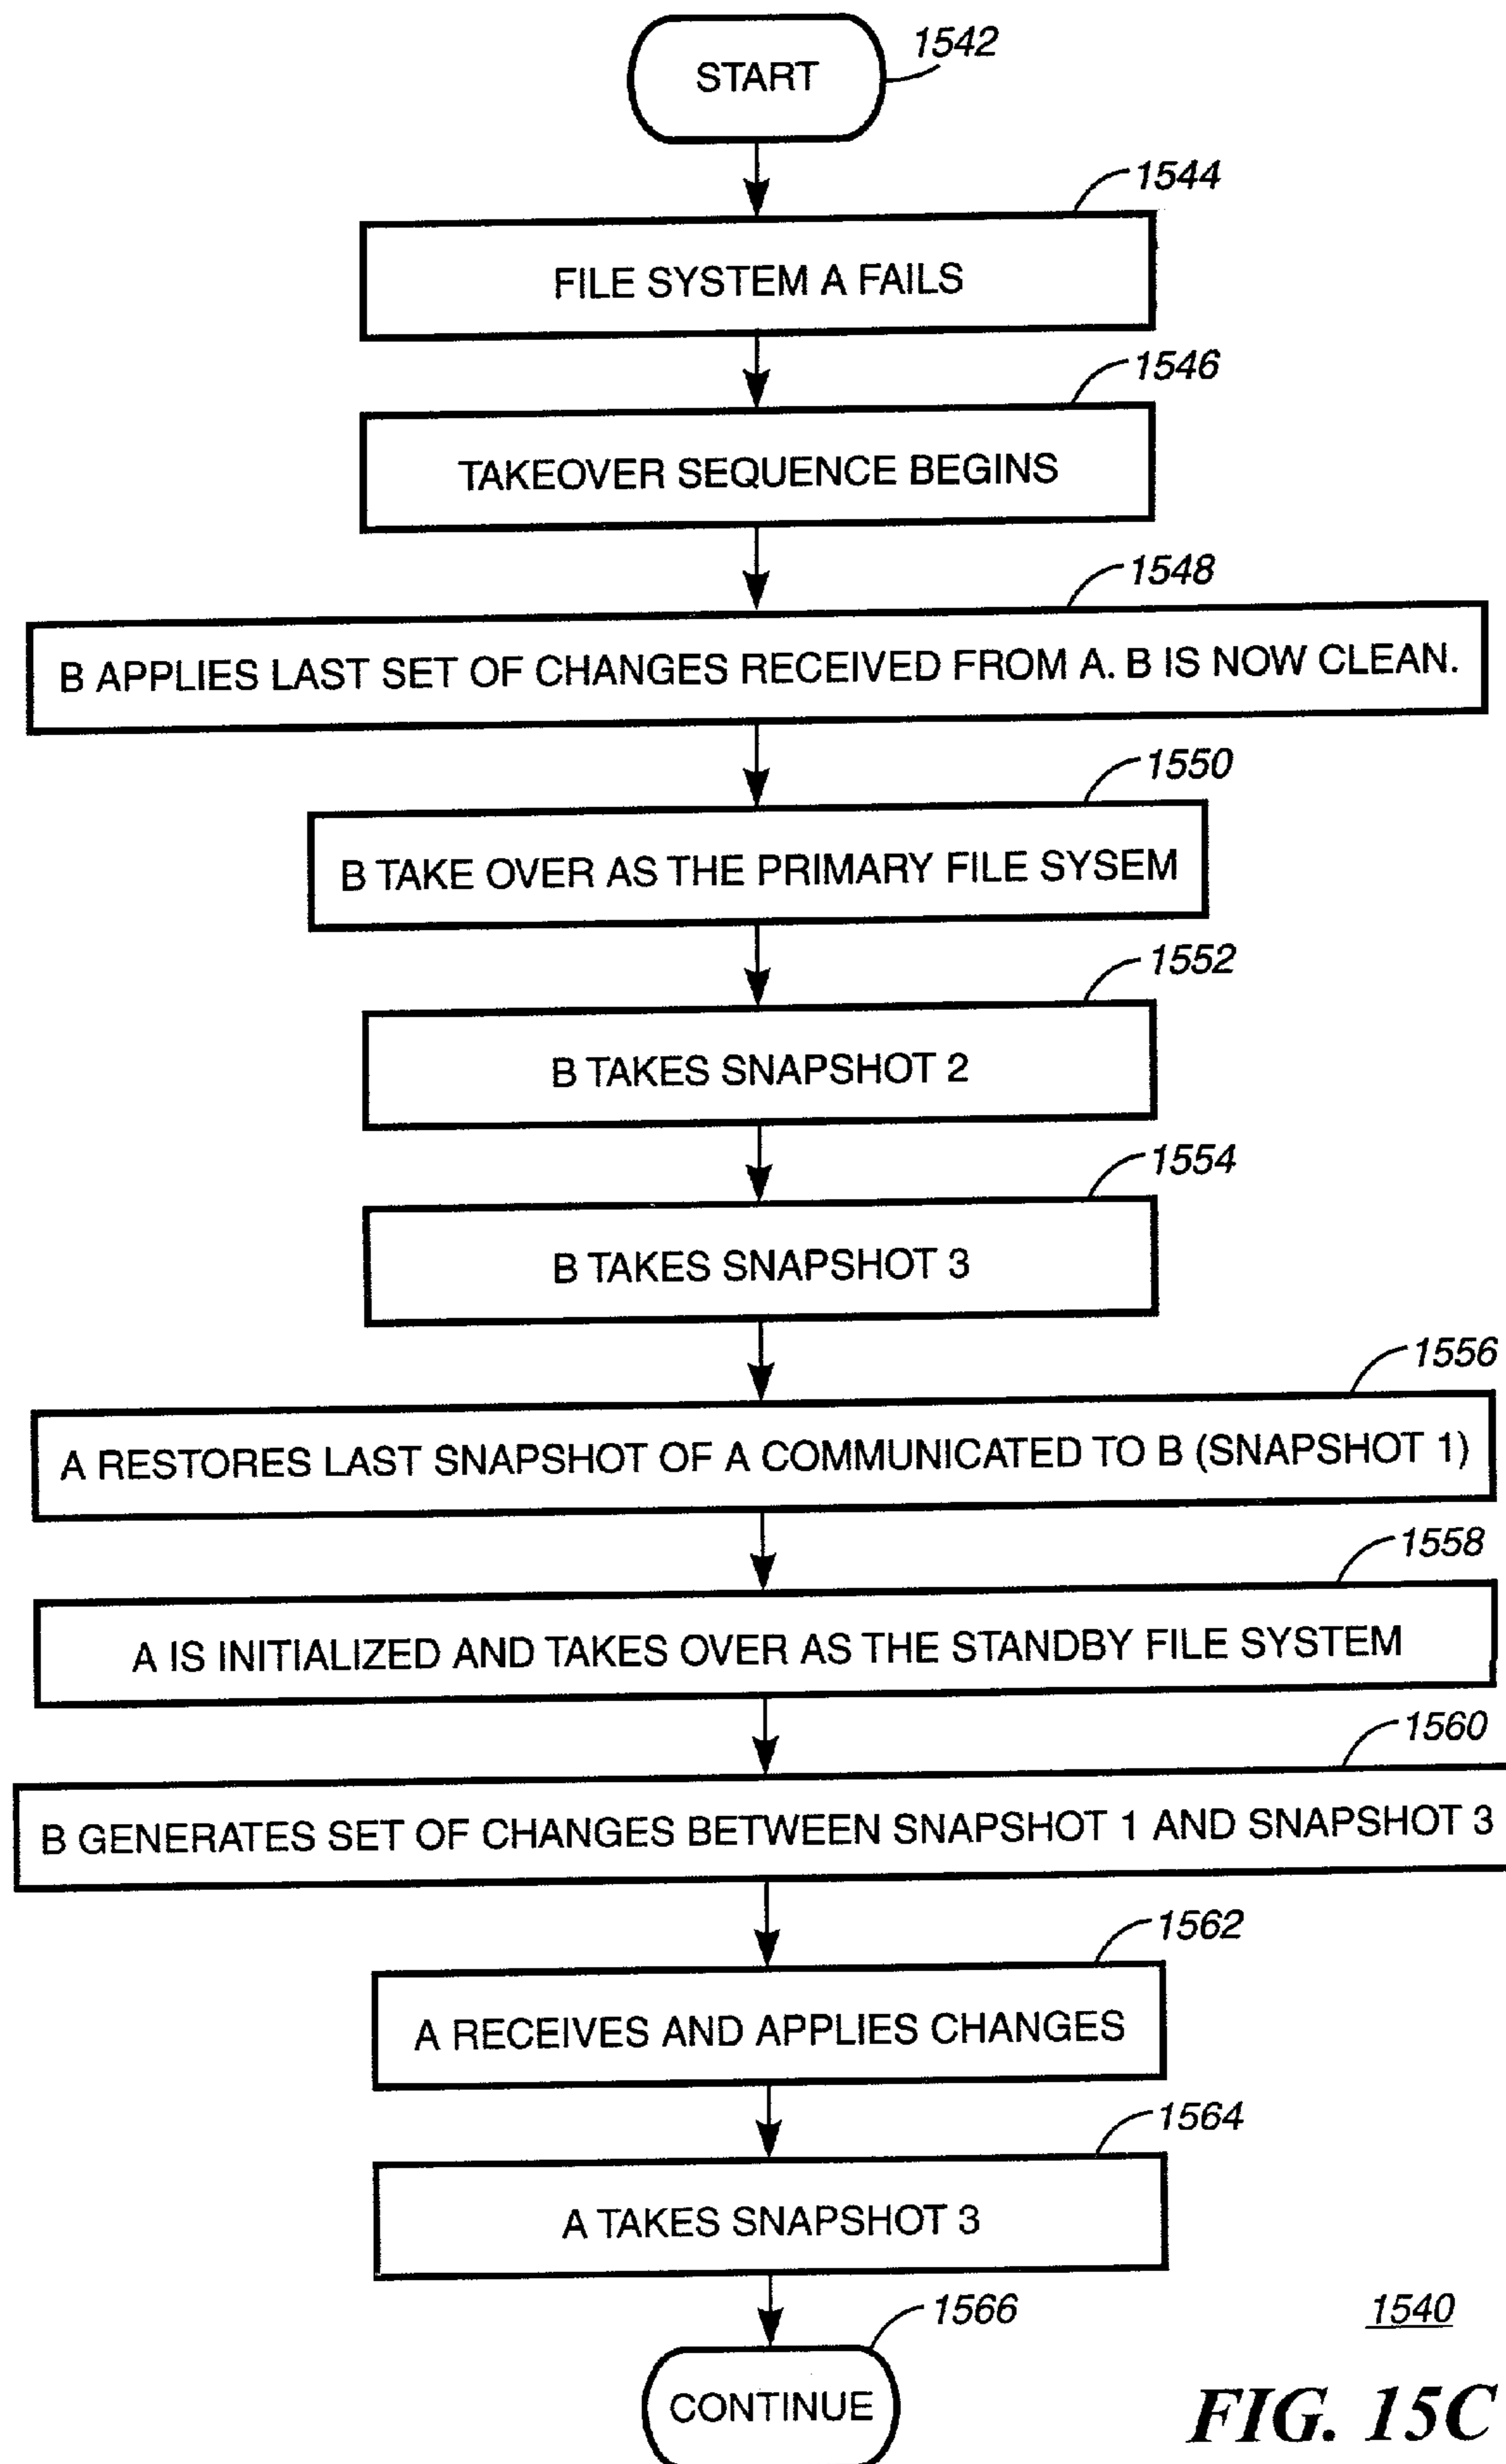 START
1542
1544
FILE SYSTEM A FAILS
1546
TAKEOVER SEQUENCE BEGINS
1548
B APPLIES LAST SET OF CHANGES RECEIVED FROM A. B IS NOW CLEAN.
1550
B TAKE OVER AS THE PRIMARY FILE SYSEM
1552
B TAKES SNAPSHOT 2
1554
B TAKES SNAPSHOT 3
1556
A RESTORES LAST SNAPSHOT OF A COMMUNICATED TO B (SNAPSHOT 1)
1558
A IS INITIALIZED AND TAKES OVER AS THE STANDBY FILE SYSTEM
1560
B GENERATES SET OF CHANGES BETWEEN SNAPSHOT 1 AND SNAPSHOT 3
1562
A RECEIVES AND APPLIES CHANGES
1564
A TAKES SNAPSHOT 3
1566
CONTINUE
1540
FIG. 15C